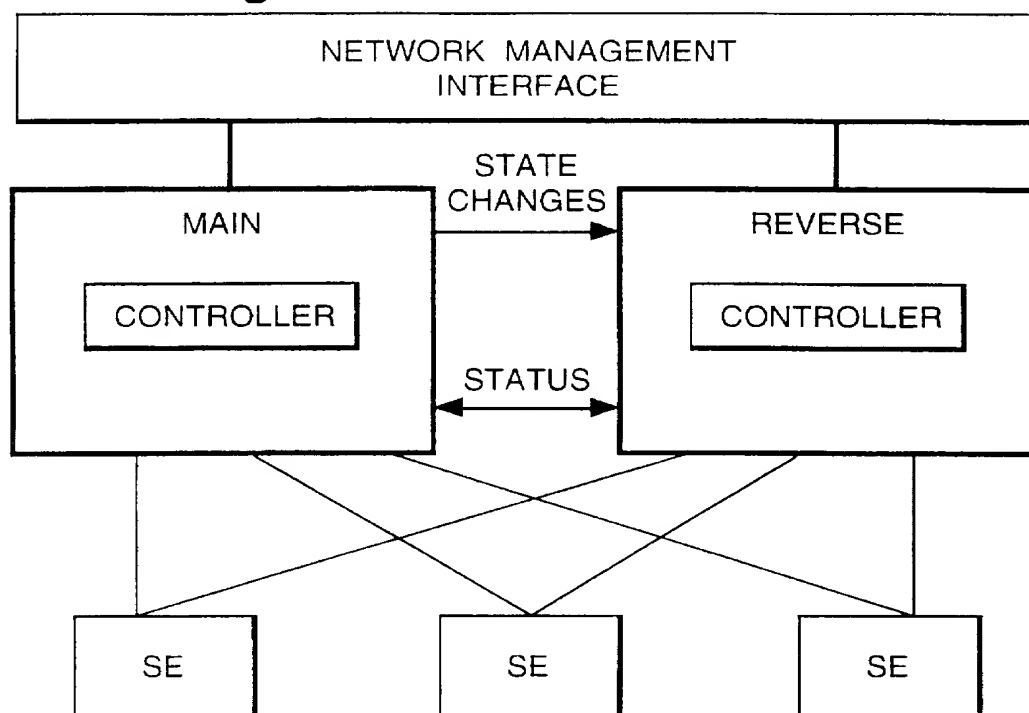 NETWORK MANAGEMENT
INTERFACE
STATE
CHANGES
MAIN
REVERSE
CONTROLLER
CONTROLLER
STATUS
SE
SE
SE